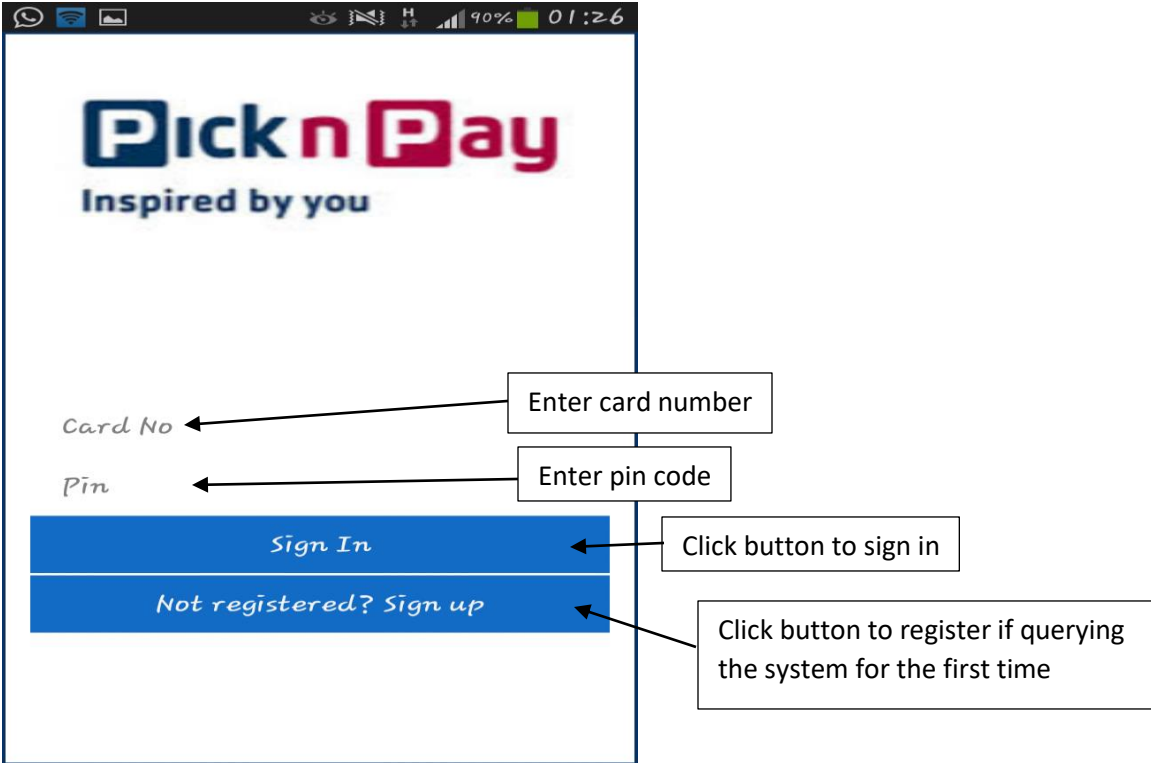 H 90% 01:26
Pick n Pay
Inspired by you
Enter card number
Card No
Enter pin code
Pin
Sign In
Click button to sign in
Not registered? Sign up
Click button to register if querying
the system for the first time